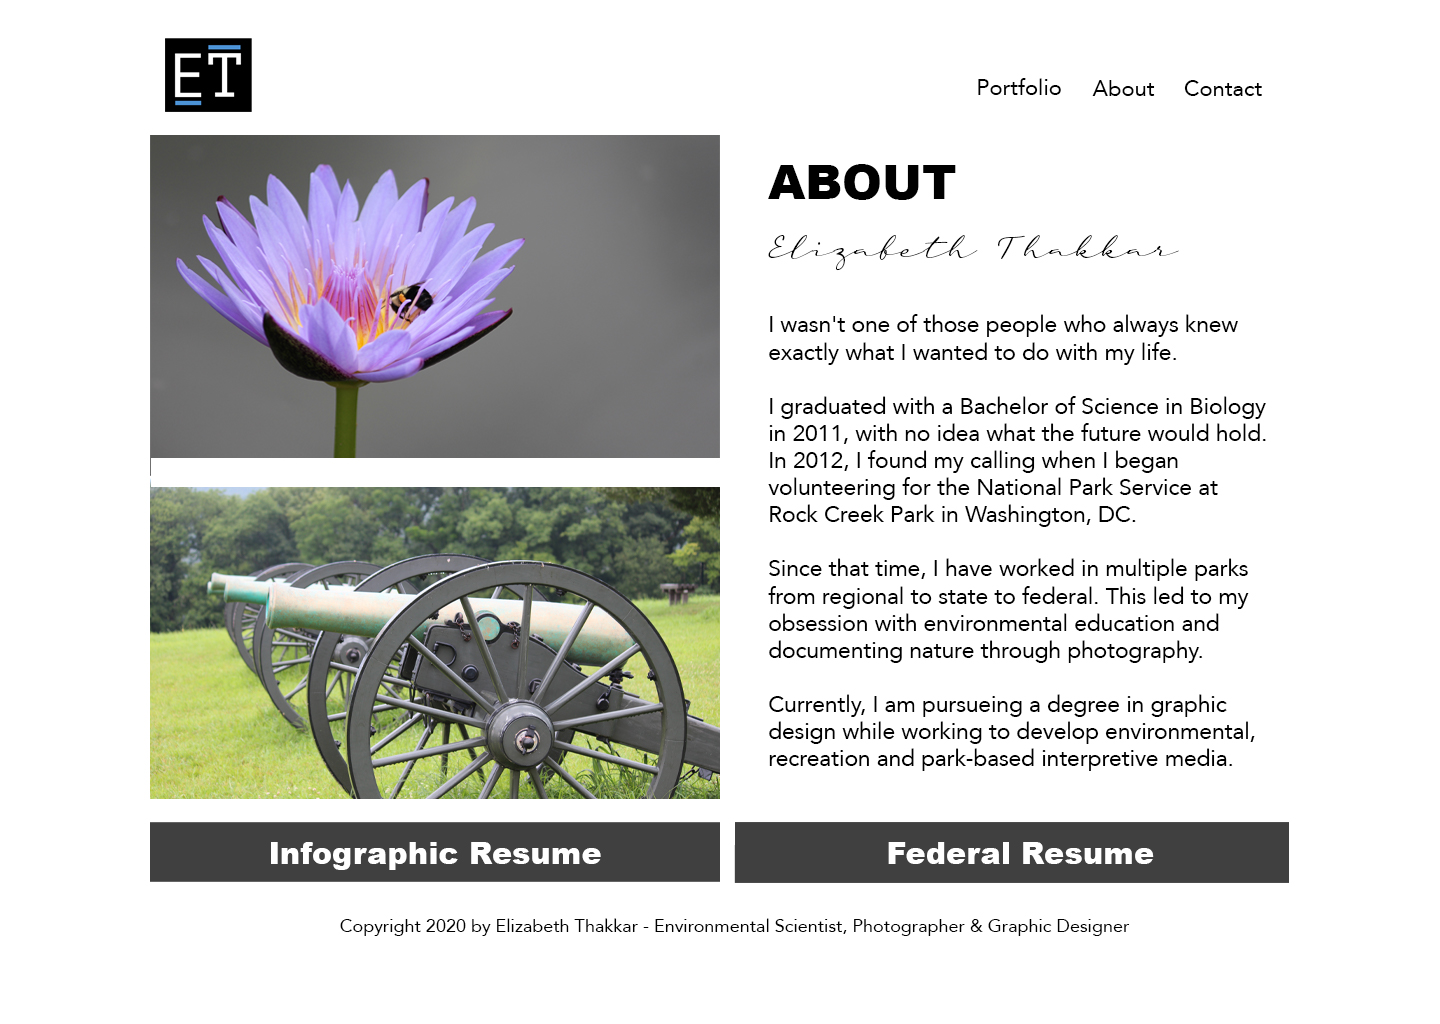 ET
Portfolio About Contact
ABOUT
Elizabeth Thakkar
I wasn't one of those people who always knew
exactly what I wanted to do with my life.
I graduated with a Bachelor of Science in Biology
in 2011, with no idea what the future would hold.
In 2012, I found my calling when I began
volunteering for the National Park Service at
Rock Creek Park in Washington, DC.
Since that time, I have worked in multiple parks
from regional to state to federal. This led to my
obsession with environmental education and
documenting nature through photography.
Currently, I am pursueing a degree in graphic
design while working to develop environmental,
recreation and park-based interpretive media.
Infographic Resume
Federal Resume
Copyright 2020 by Elizabeth Thakkar - Environmental Scientist, Photographer & Graphic Designer